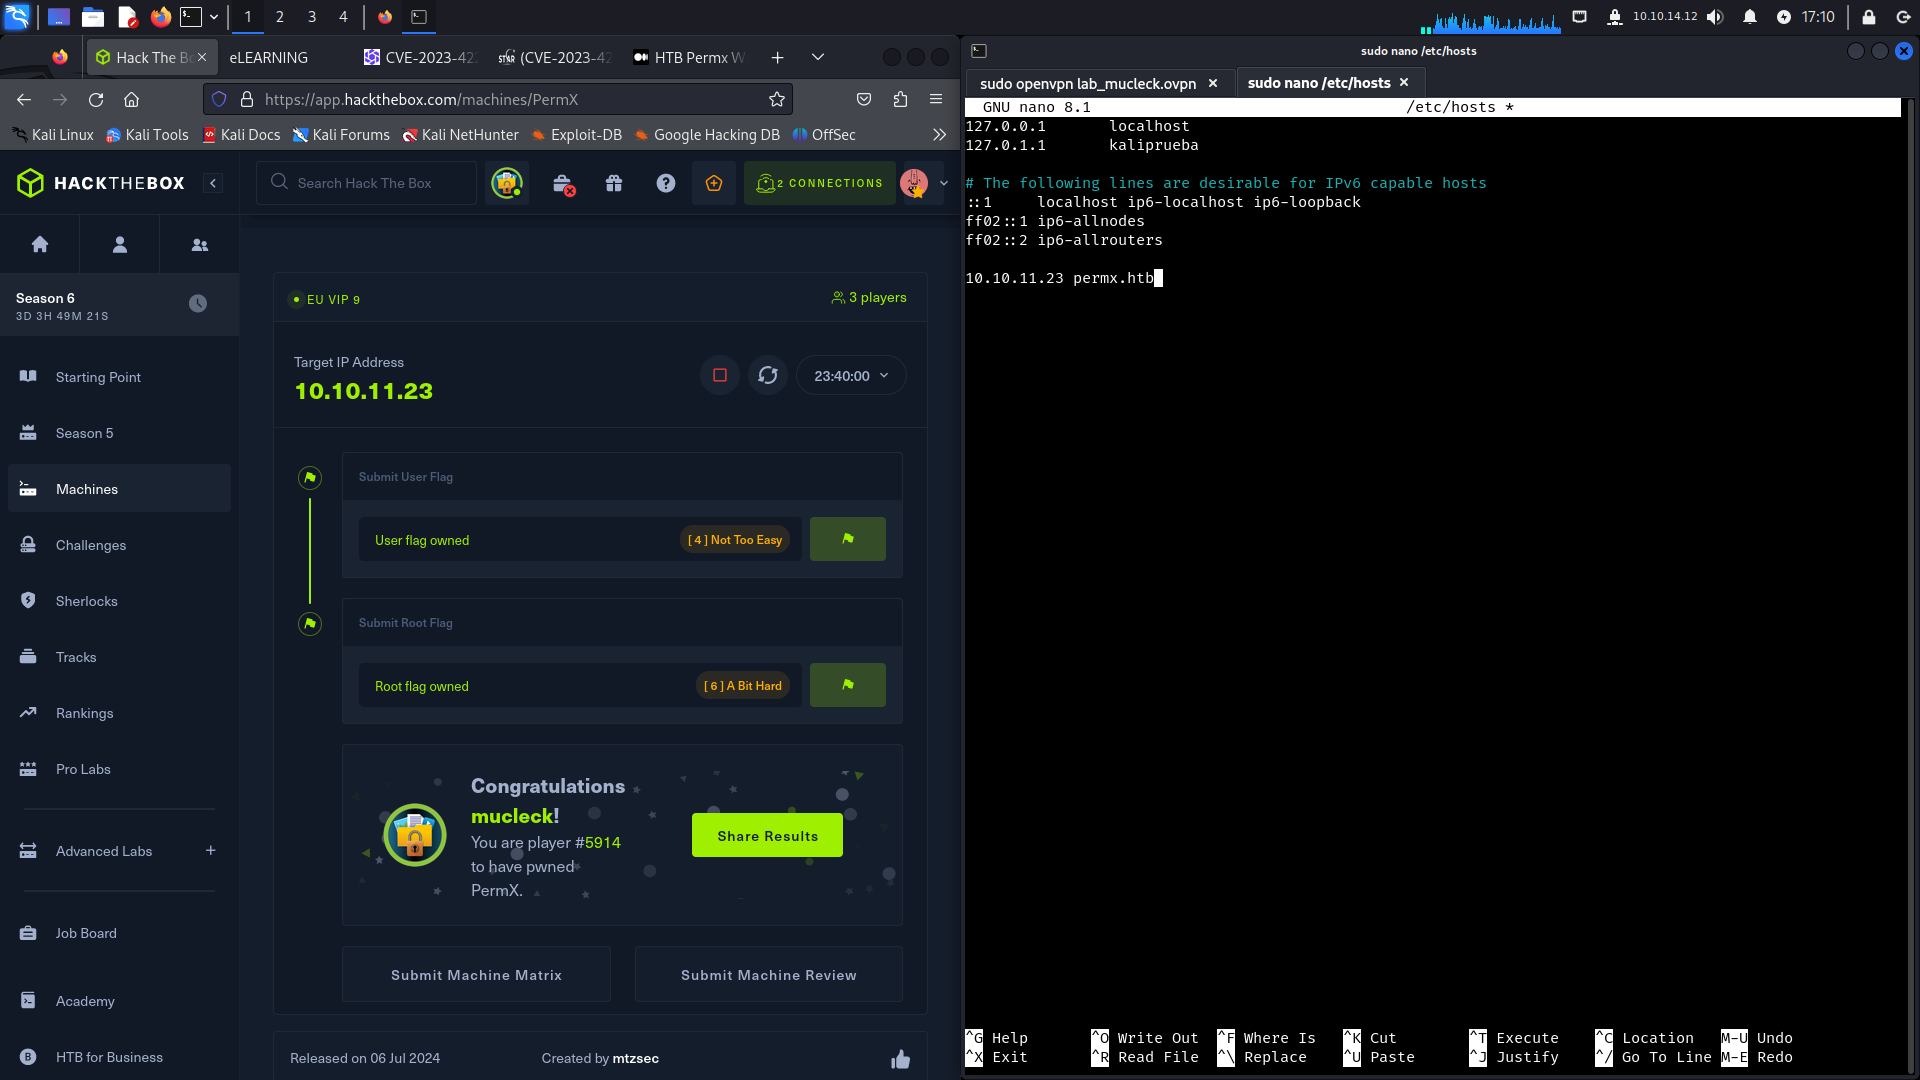 1 2 3 4
10.10.14.12
17:10
Hack The Bo
eLEARNING
CVE-2023-422
(CVE-2023-42
HTB Permx W
https://app.hackthebox.com/machines/PermX
Kali Linux Kali Tools Kali Docs Kali Forums Kali NetHunter Exploit-DB Google Hacking DB OffSec
HACKTHEBOX
Search Hack The Box
2 CONNECTIONS
Season 6
3D 3H 49M 21S
Starting Point
Season 5
Machines
Challenges
Sherlocks
Tracks
Rankings
Pro Labs
Advanced Labs +
Job Board
Academy
HTB for Business
EU VIP 9
3 players
Target IP Address
10.10.11.23
23:40:00
Submit User Flag
User flag owned
[ 4 ] Not Too Easy
Submit Root Flag
Root flag owned
[ 6 ] A Bit Hard
Congratulations
mucleck!
You are player #5914
to have pwned
PermX.
Share Results
Submit Machine Matrix
Submit Machine Review
Released on 06 Jul 2024
Created by mtzsec
sudo nano /etc/hosts
sudo openvpn lab_mucleck.ovpn
sudo nano /etc/hosts
GNU nano 8.1 /etc/hosts *
127.0.0.1 localhost
127.0.1.1 kaliprueba
# The following lines are desirable for IPv6 capable hosts
::1 localhost ip6-localhost ip6-loopback
ff02::1 ip6-allnodes
ff02::2 ip6-allrouters
10.10.11.23 permx.htb
^G Help ^O Write Out ^F Where Is ^K Cut ^T Execute ^C Location M-U Undo
^X Exit ^R Read File ^\ Replace ^U Paste ^J Justify ^/ Go To Line M-E Redo